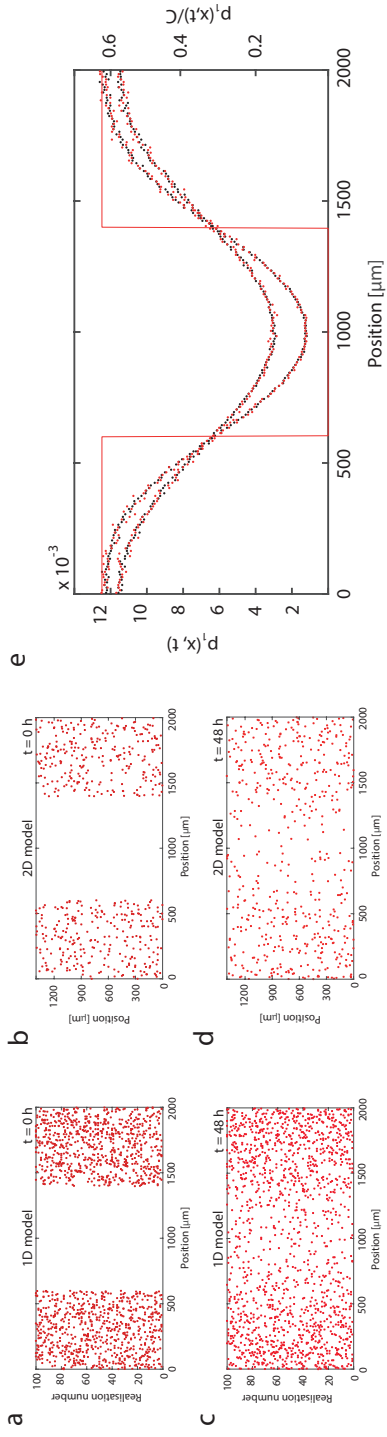 a
1D model
t = 0 h
Realisation number
100
80
60
40
20
0
0
500
1000
1500
2000
Position [μm]
b
2D model
t = 0 h
Position [μm]
1200
900
600
300
0
0
500
1000
1500
2000
Position [μm]
c
1D model
t = 48 h
Realisation number
100
80
60
40
20
0
0
500
1000
1500
2000
Position [μm]
d
2D model
t = 48 h
Position [μm]
1200
900
600
300
0
0
500
1000
1500
2000
Position [μm]
e
x 10⁻³
p₁(x, t)
12
10
8
6
4
2
0
500
1000
1500
2000
Position [μm]
0.6
0.4
0.2
p₁(x,t)/C